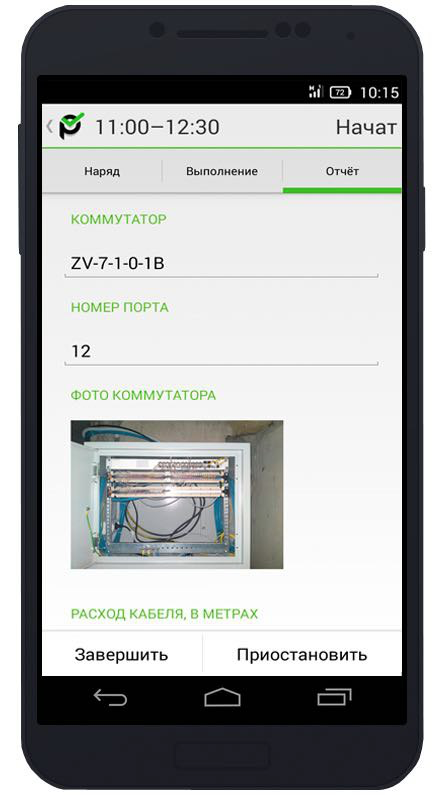 72 10:15
11:00–12:30 Начат
Наряд Выполнение Отчёт
КОММУТАТОР
ZV-7-1-0-1B
НОМЕР ПОРТА
12
ФОТО КОММУТАТОРА
РАСХОД КАБЕЛЯ, В МЕТРАХ
Завершить Приостановить